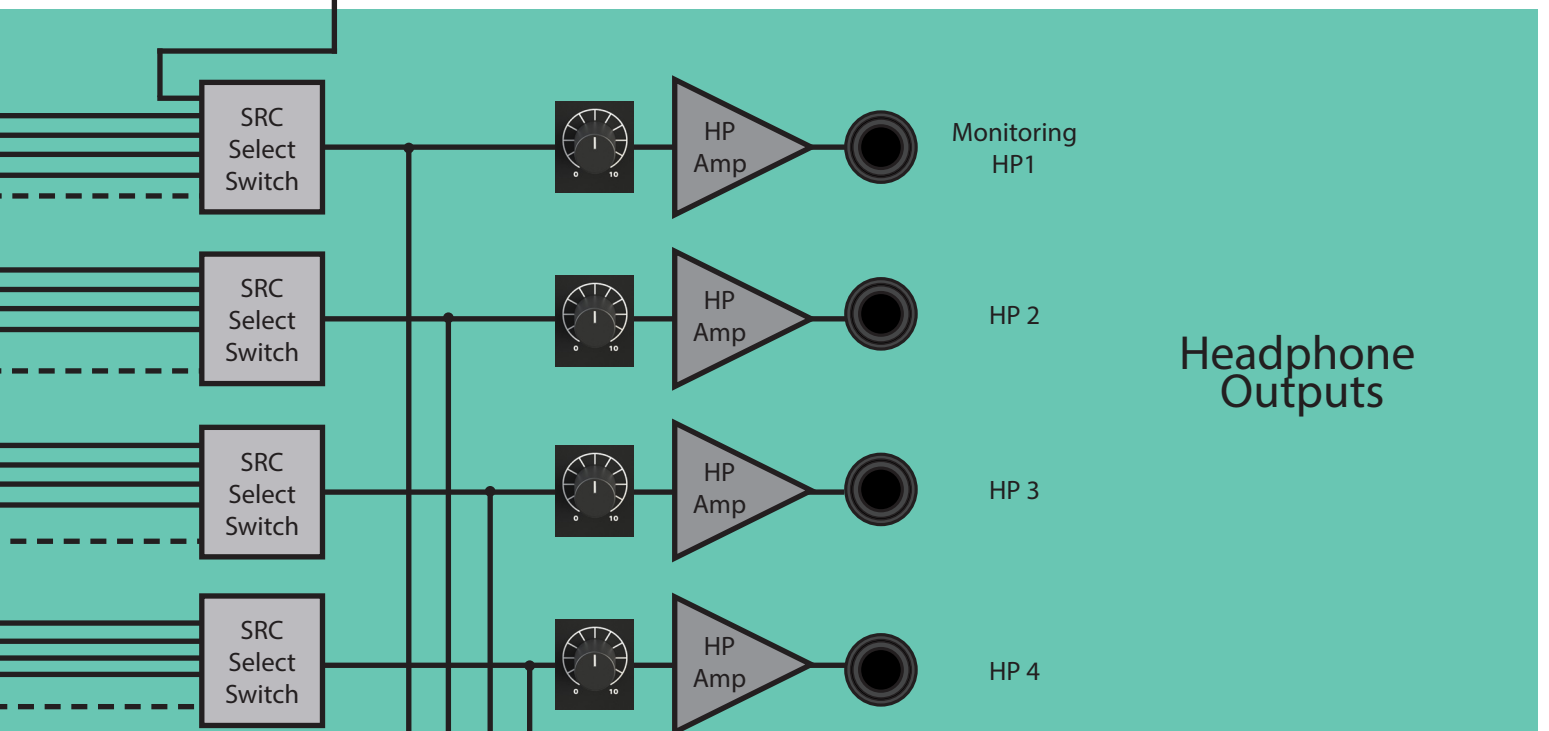 SRC
Select
Switch
0 10
HP
Amp
Monitoring
HP1
SRC
Select
Switch
0 10
HP
Amp
HP 2
Headphone
Outputs
SRC
Select
Switch
0 10
HP
Amp
HP 3
SRC
Select
Switch
0 10
HP
Amp
HP 4